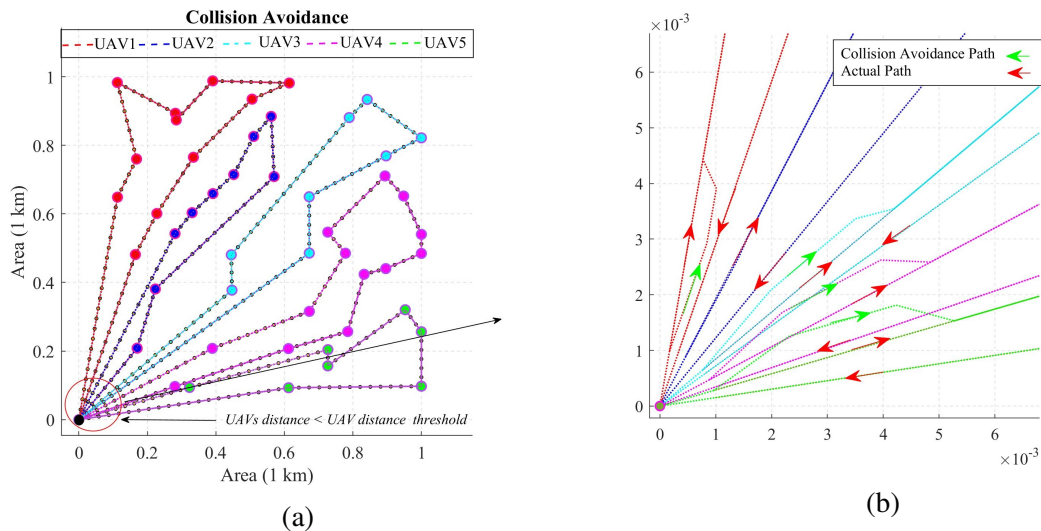 Collision Avoidance
UAV1 UAV2 UAV3 UAV4 UAV5
1
0.8
0.6
0.4
0.2
0
Area (1 km)
UAVs distance < UAV distance threshold
0 0.2 0.4 0.6 0.8 1
Area (1 km)
(a)
×10⁻³
6
5
4
3
2
1
0
Collision Avoidance Path
Actual Path
0 1 2 3 4 5 6
×10⁻³
(b)